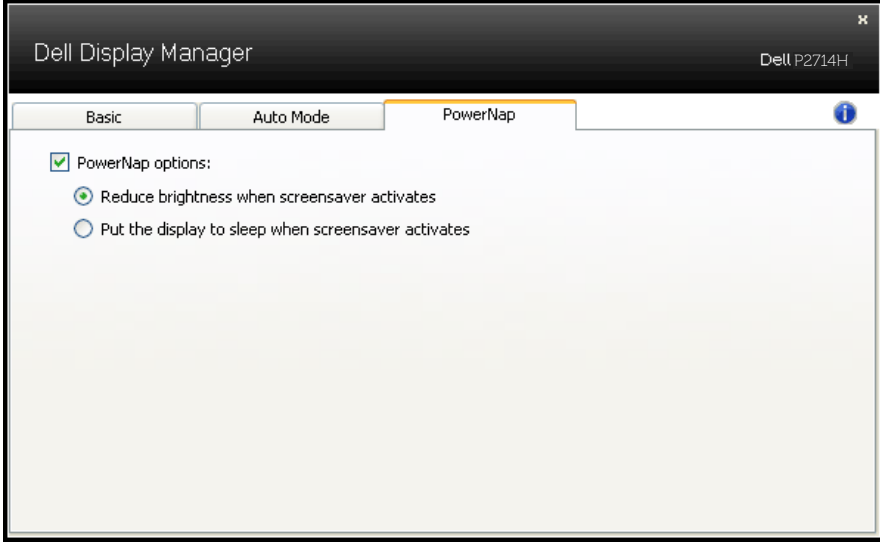 x
Dell Display Manager
Dell P2714H
Basic
Auto Mode
PowerNap
i
PowerNap options:
Reduce brightness when screensaver activates
Put the display to sleep when screensaver activates